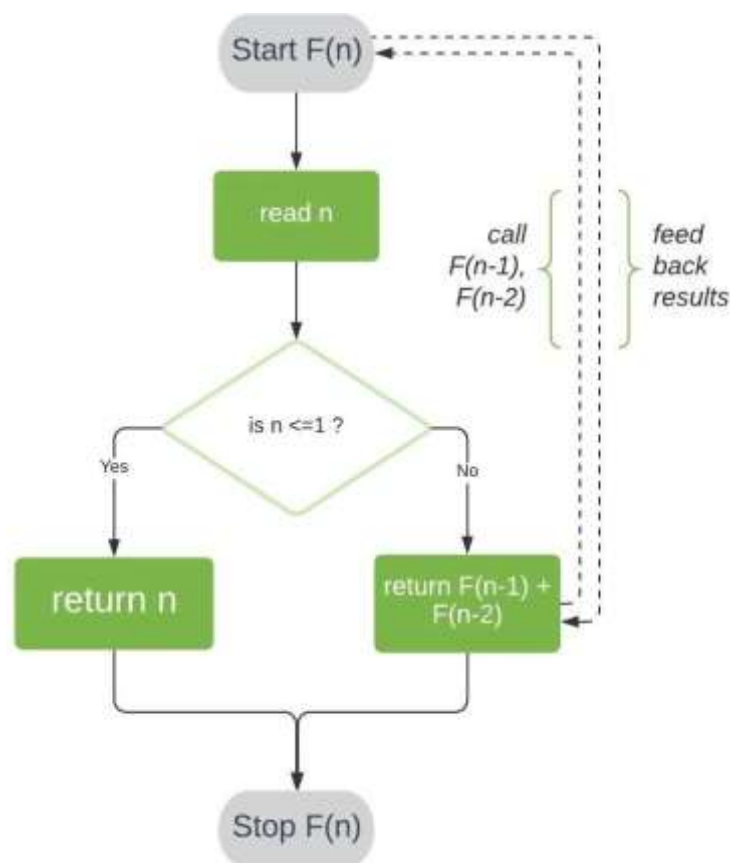 Start F(n)
read n
call
F(n-1),
F(n-2)
feed
back
results
is n <=1 ?
Yes
No
return n
return F(n-1) +
F(n-2)
Stop F(n)